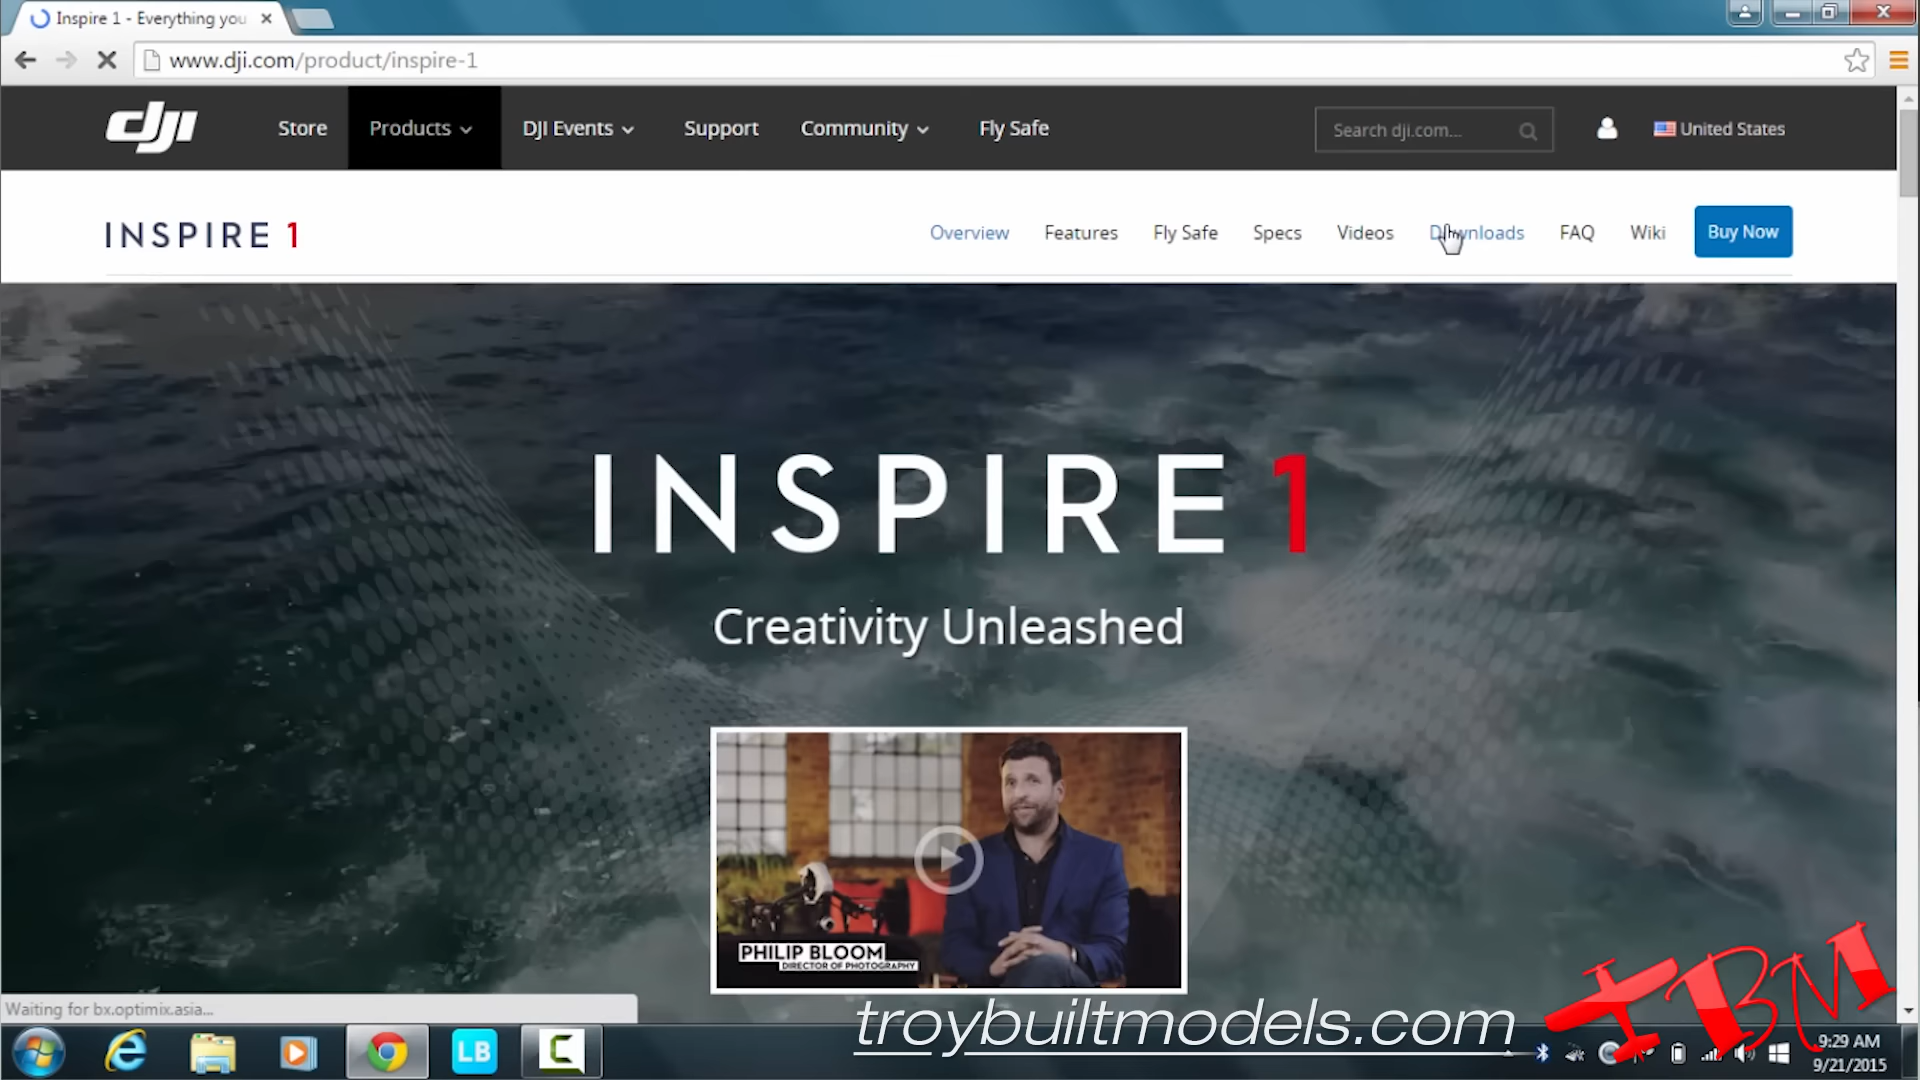 Inspire 1 - Everything you
www.dji.com/product/inspire-1
dji
Store
Products
DJI Events
Support
Community
Fly Safe
Search dji.com...
United States
INSPIRE 1
Overview
Features
Fly Safe
Specs
Videos
Downloads
FAQ
Wiki
Buy Now
INSPIRE 1
Creativity Unleashed
PHILIP BLOOM
DIRECTOR OF PHOTOGRAPHY
Waiting for bx.optimix.asia...
troybuiltmodels.com
TBM
LB
C
9:29 AM
9/21/2015